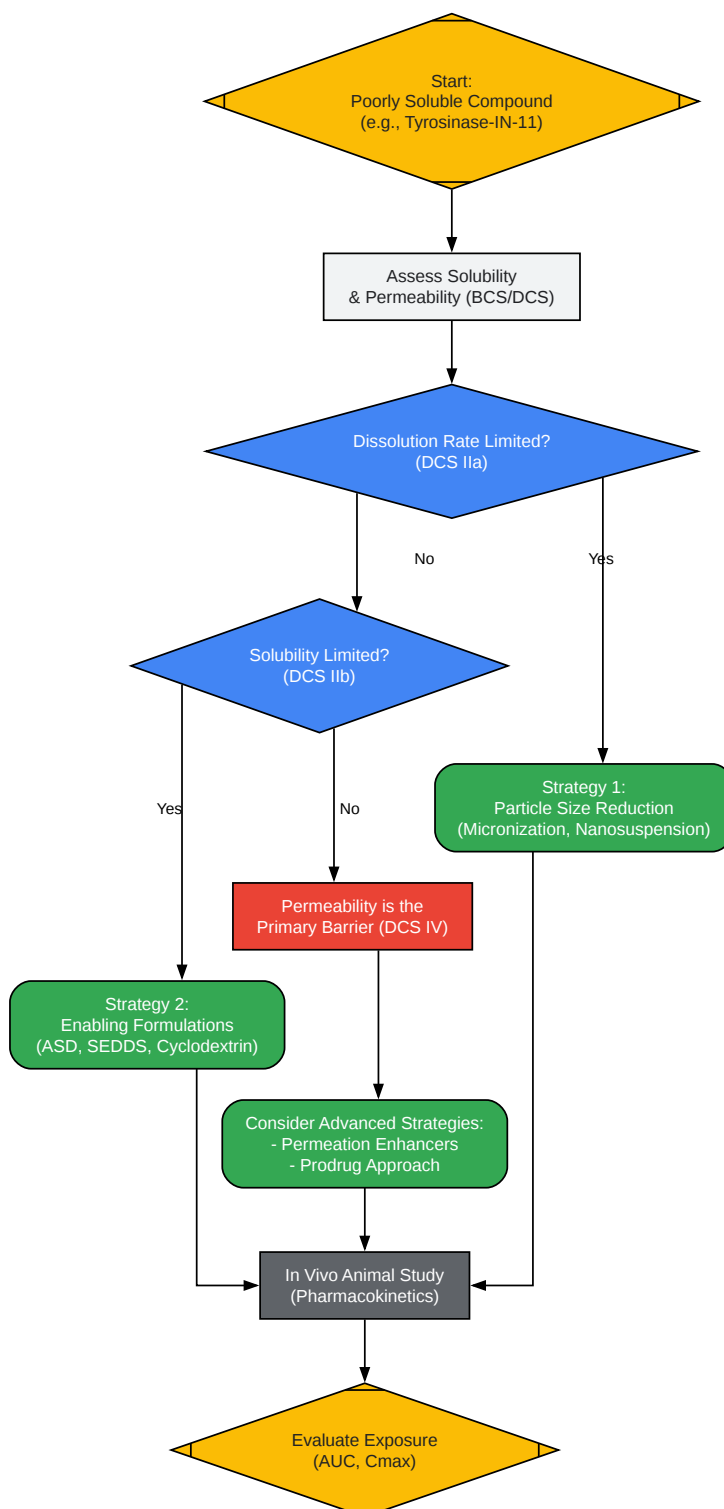 Start:
Poorly Soluble Compound
(e.g., Tyrosinase-IN-11)
Assess Solubility
& Permeability (BCS/DCS)
Dissolution Rate Limited?
(DCS IIa)
No
Yes
Solubility Limited?
(DCS IIb)
Yes
No
Strategy 1:
Particle Size Reduction
(Micronization, Nanosuspension)
Permeability is the
Primary Barrier (DCS IV)
Strategy 2:
Enabling Formulations
(ASD, SEDDS, Cyclodextrin)
Consider Advanced Strategies:
- Permeation Enhancers
- Prodrug Approach
In Vivo Animal Study
(Pharmacokinetics)
Evaluate Exposure
(AUC, Cmax)